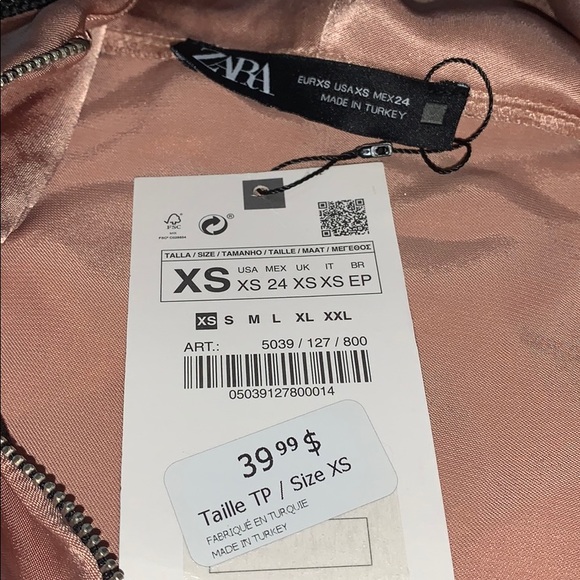 ZARA
EURXS USAXS MEX24
MADE IN TURKEY
FSC
TALLA / SIZE / TAMANHO / TAILLE / MAAT / ΜΕΓΕΘΟΣ
XS
USA MEX UK IT BR
XS 24 XS XS EP
XS S M L XL XXL
ART.: 5039 / 127 / 800
05039127800014
39 99 $
Taille TP / Size XS
FABRIQUÉ EN TURQUIE
MADE IN TURKEY